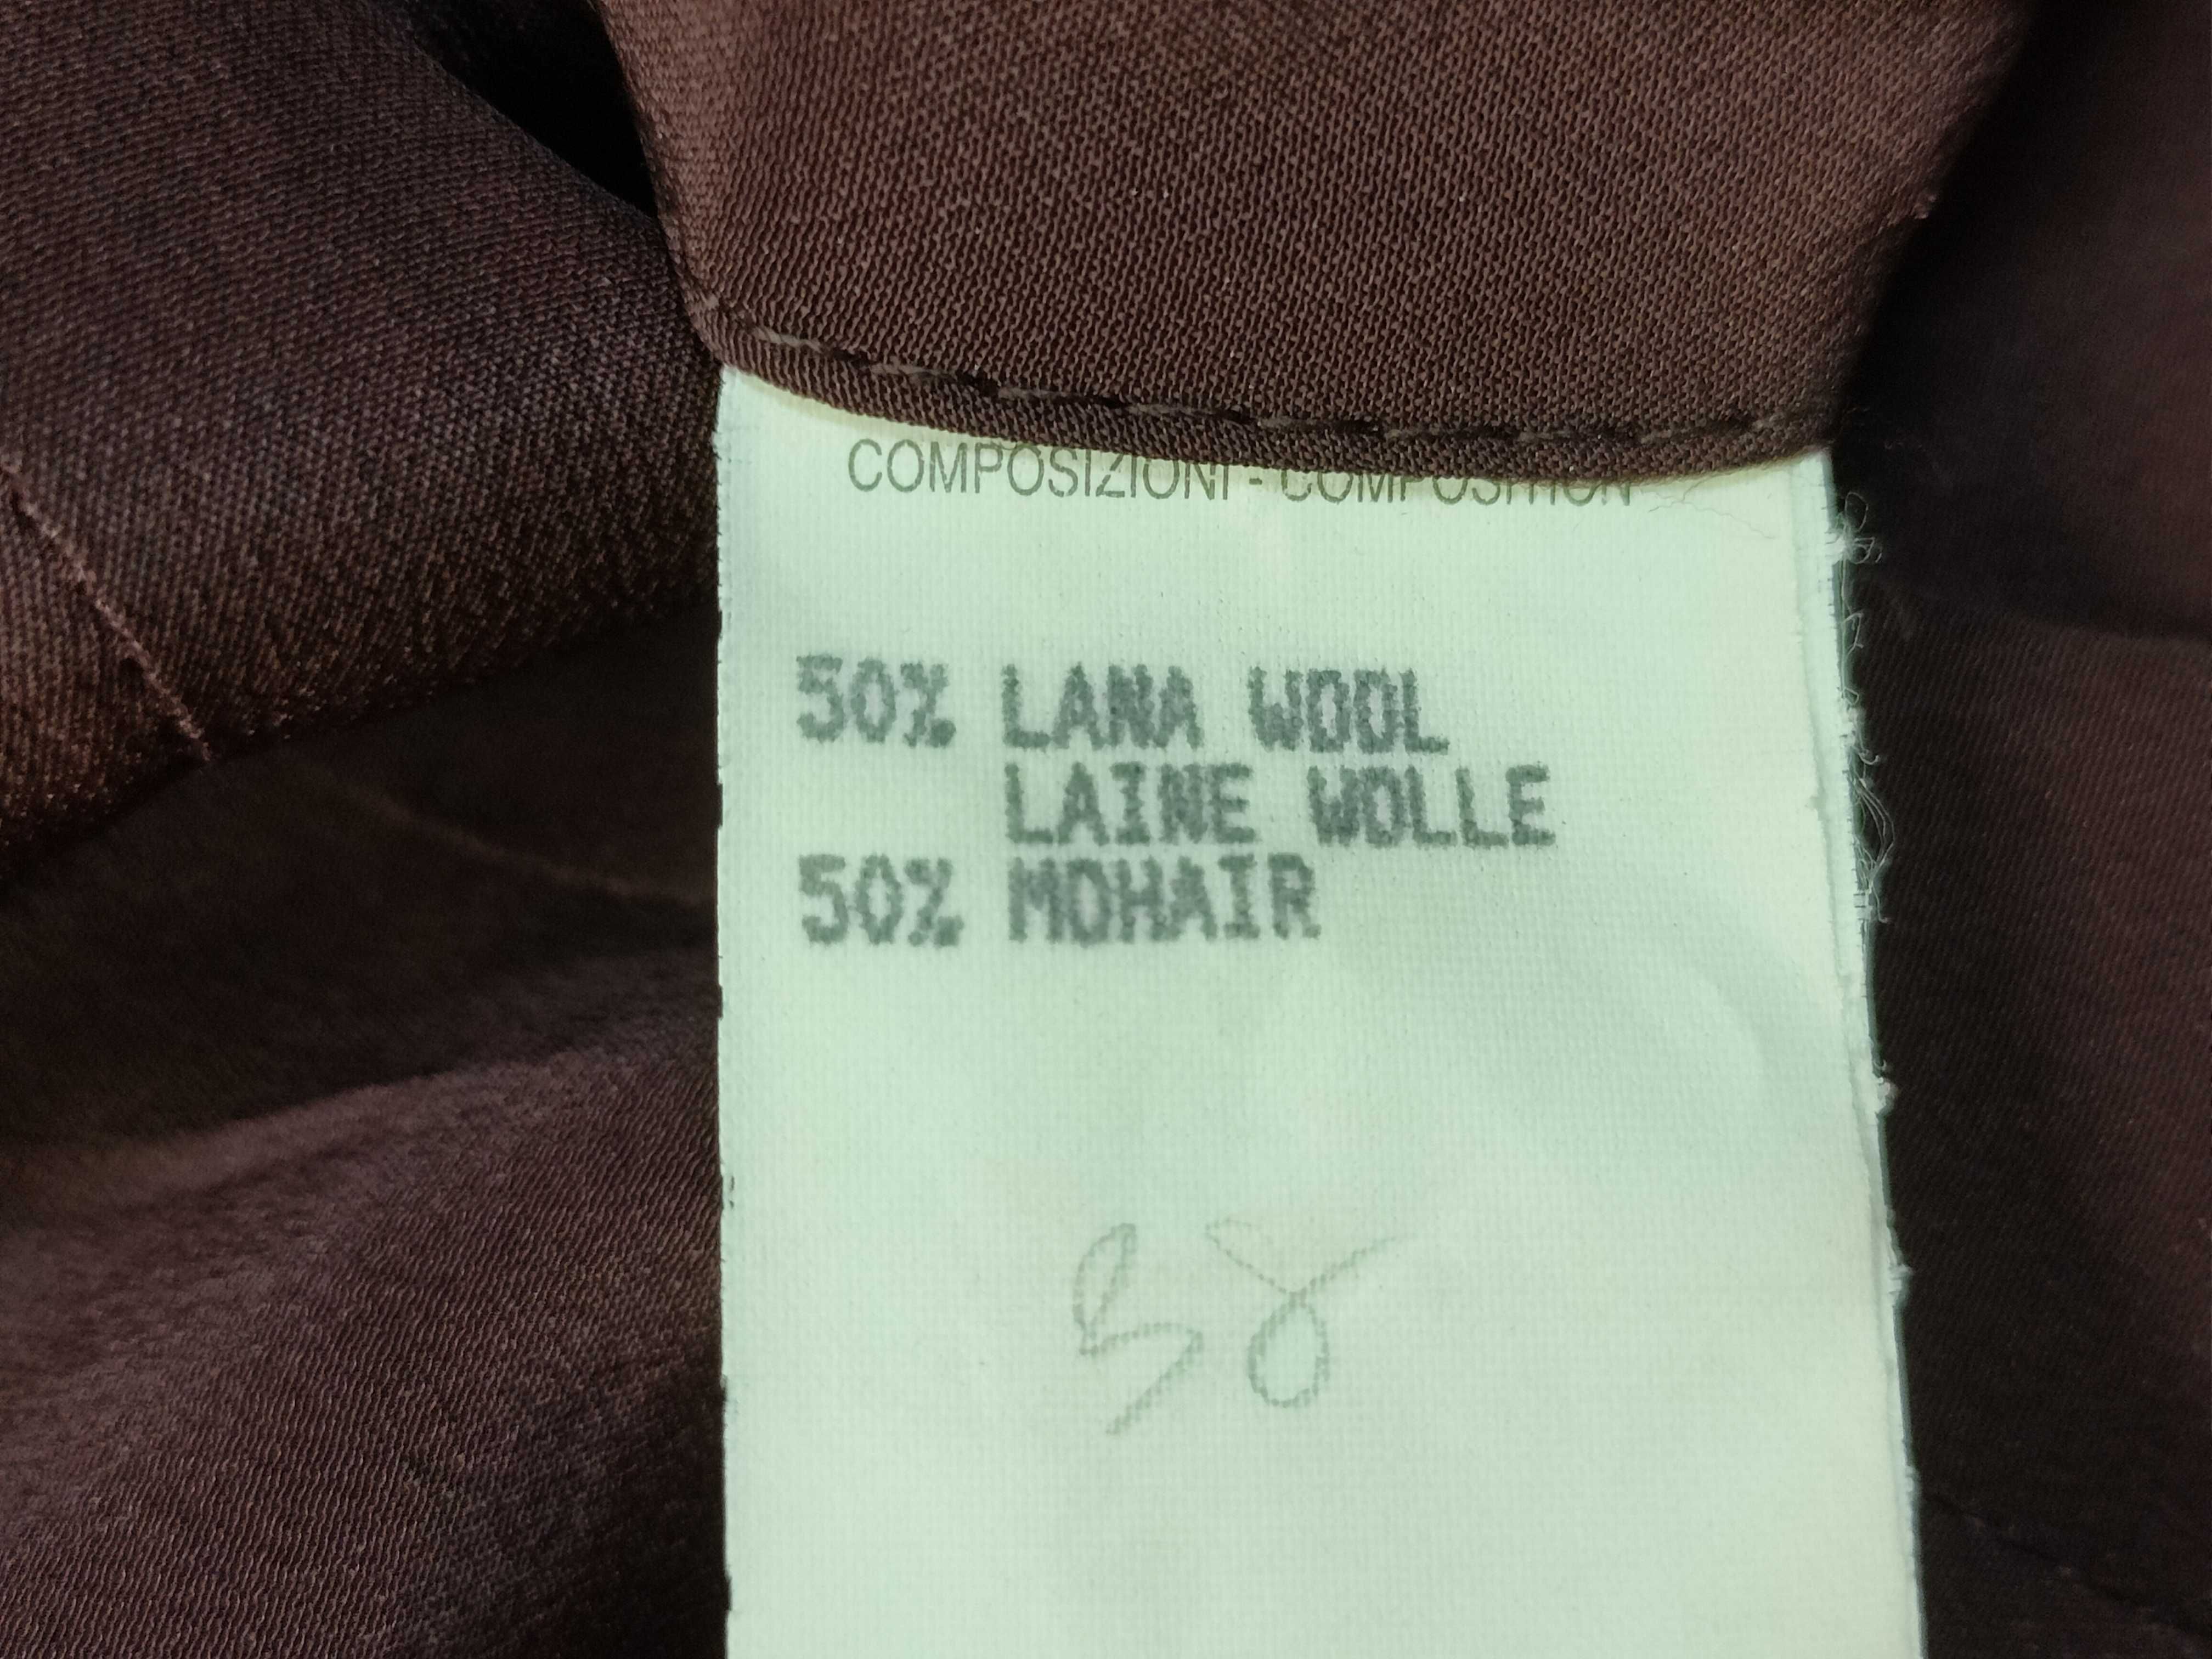 COMPOSIZIONI - COMPOSITION
50% LANA WOOL
LAINE WOLLE
50% MOHAIR
58